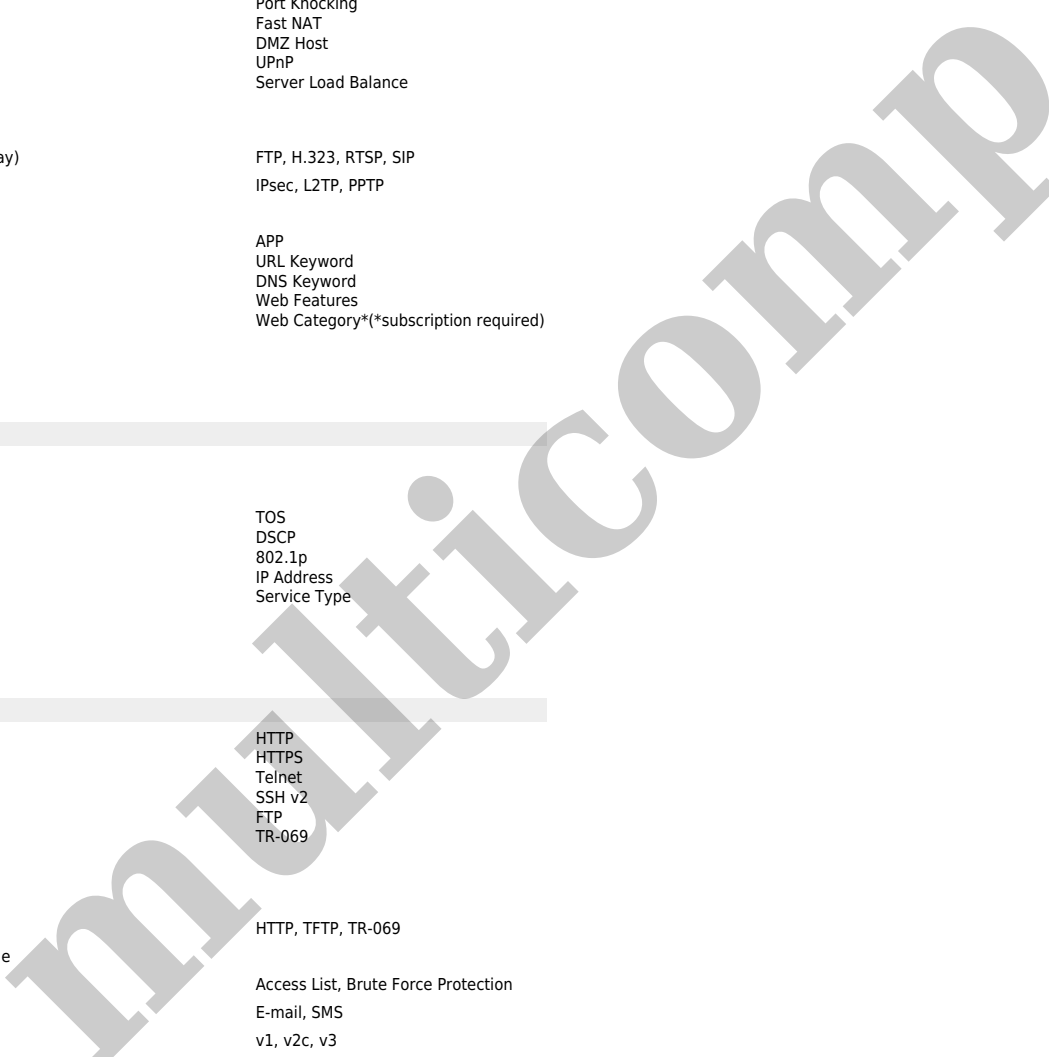 Port Knocking
Fast NAT
DMZ Host
UPnP
Server Load Balance
ay)
FTP, H.323, RTSP, SIP
IPsec, L2TP, PPTP
APP
URL Keyword
DNS Keyword
Web Features
Web Category*(*subscription required)
TOS
DSCP
802.1p
IP Address
Service Type
HTTP
HTTPS
Telnet
SSH v2
FTP
TR-069
HTTP, TFTP, TR-069
e
Access List, Brute Force Protection
E-mail, SMS
v1, v2c, v3
multicomp